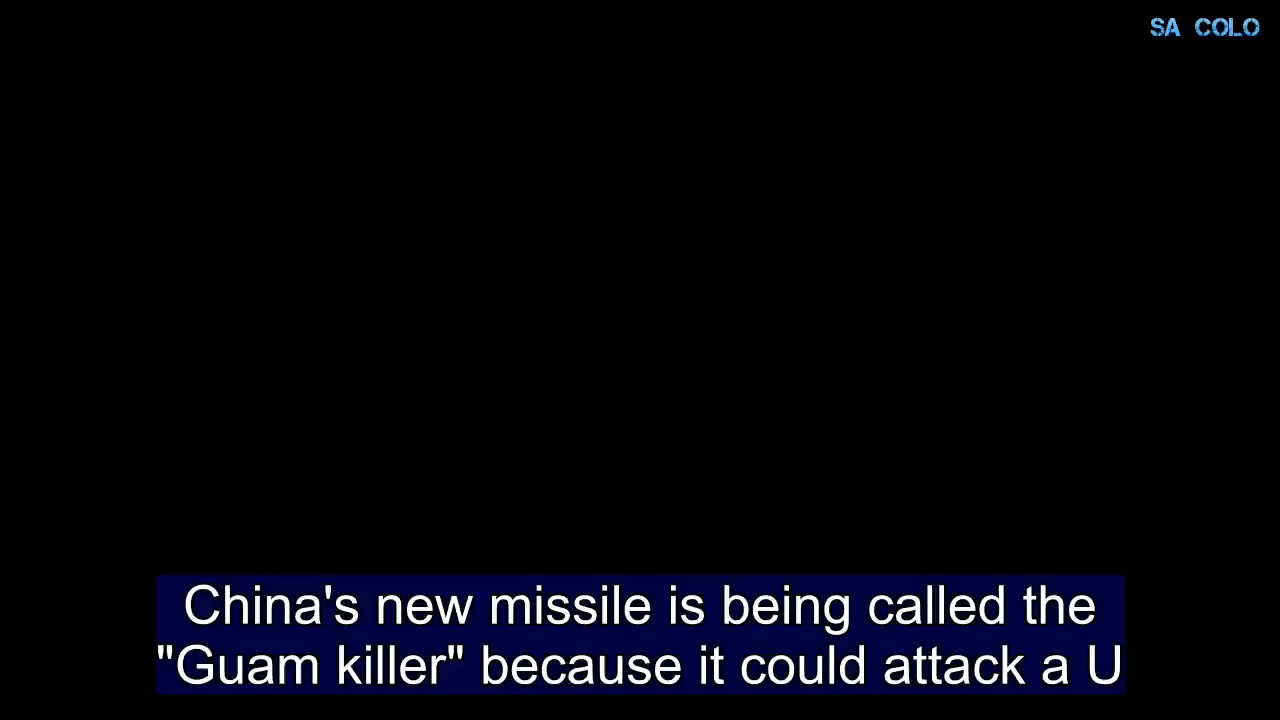 SA COLO
China's new missile is being called the
"Guam killer" because it could attack a U